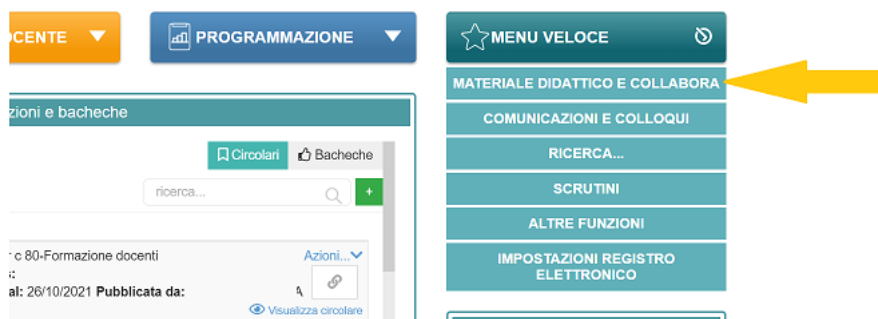 OCENTE
PROGRAMMAZIONE
MENU VELOCE
MATERIALE DIDATTICO E COLLABORA
COMUNICAZIONI E COLLOQUI
RICERCA...
SCRUTINI
ALTRE FUNZIONI
IMPOSTAZIONI REGISTRO
ELETTRONICO
zioni e bacheche
Circolari
Bacheche
ricerca...
+
c 80-Formazione docenti
Azioni...
s:
al: 26/10/2021 Pubblicata da:
Visualizza circolare